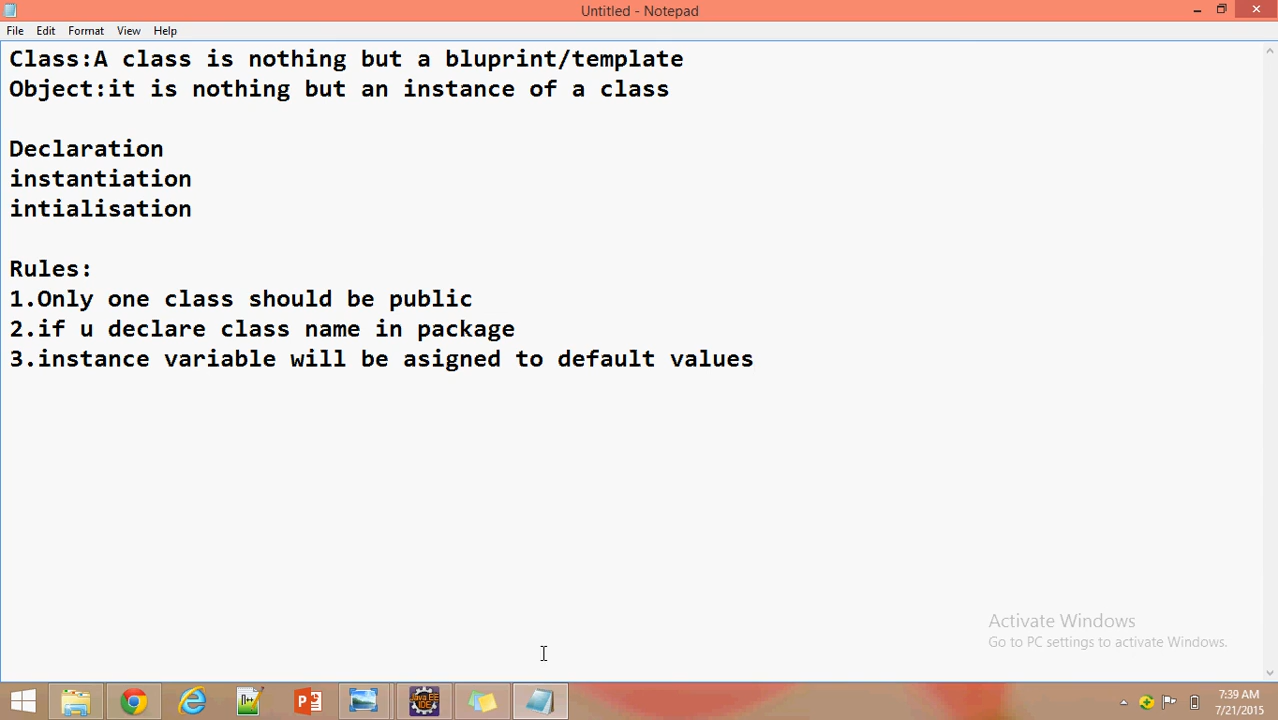 Untitled - Notepad
File Edit Format View Help
Class:A class is nothing but a bluprint/template
Object:it is nothing but an instance of a class
Declaration
instantiation
intialisation
Rules:
1.Only one class should be public
2.if u declare class name in package
3.instance variable will be asigned to default values
Activate Windows
Go to PC settings to activate Windows.
Java EE
IDE
7:39 AM
7/21/2015